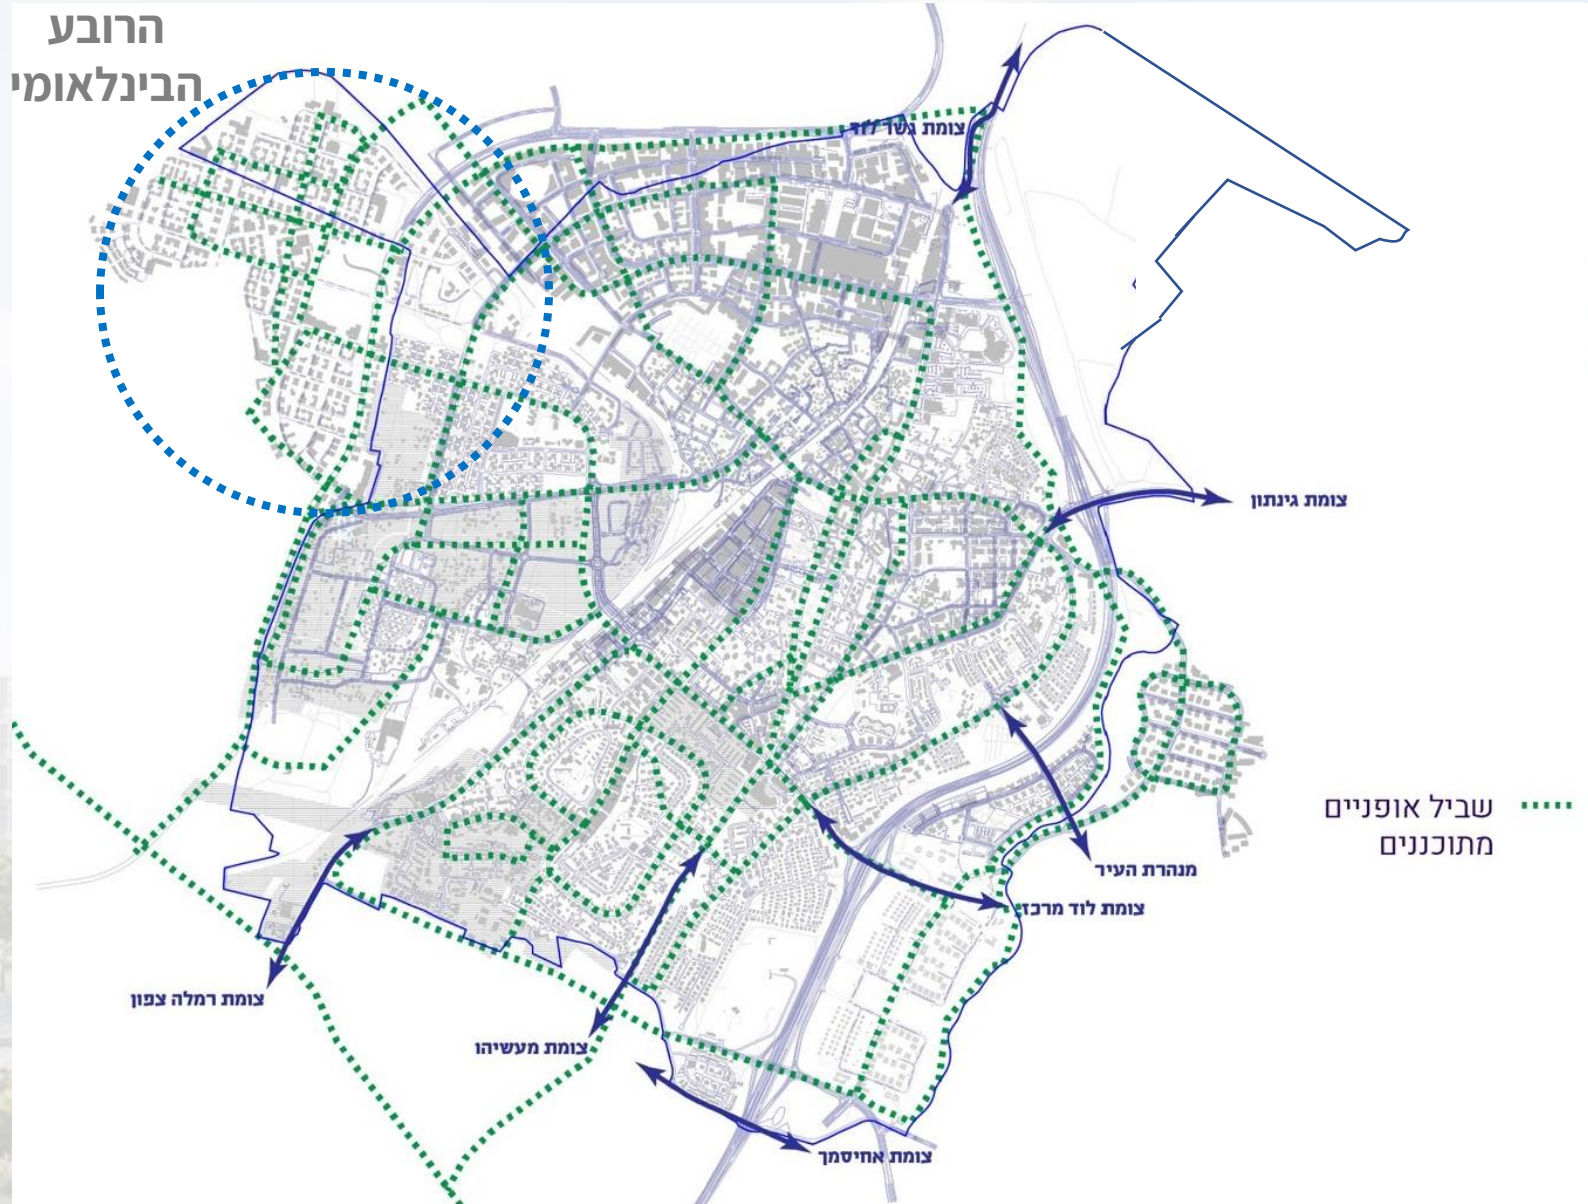 הרובע
הבינלאומי
צומת גשר לוד
צומת גינתון
שביל אופניים
מתוכננים
מנהרת העיר
צומת לוד מרכז
צומת רמלה צפון
צומת מעשיהו
צומת אחיסמך